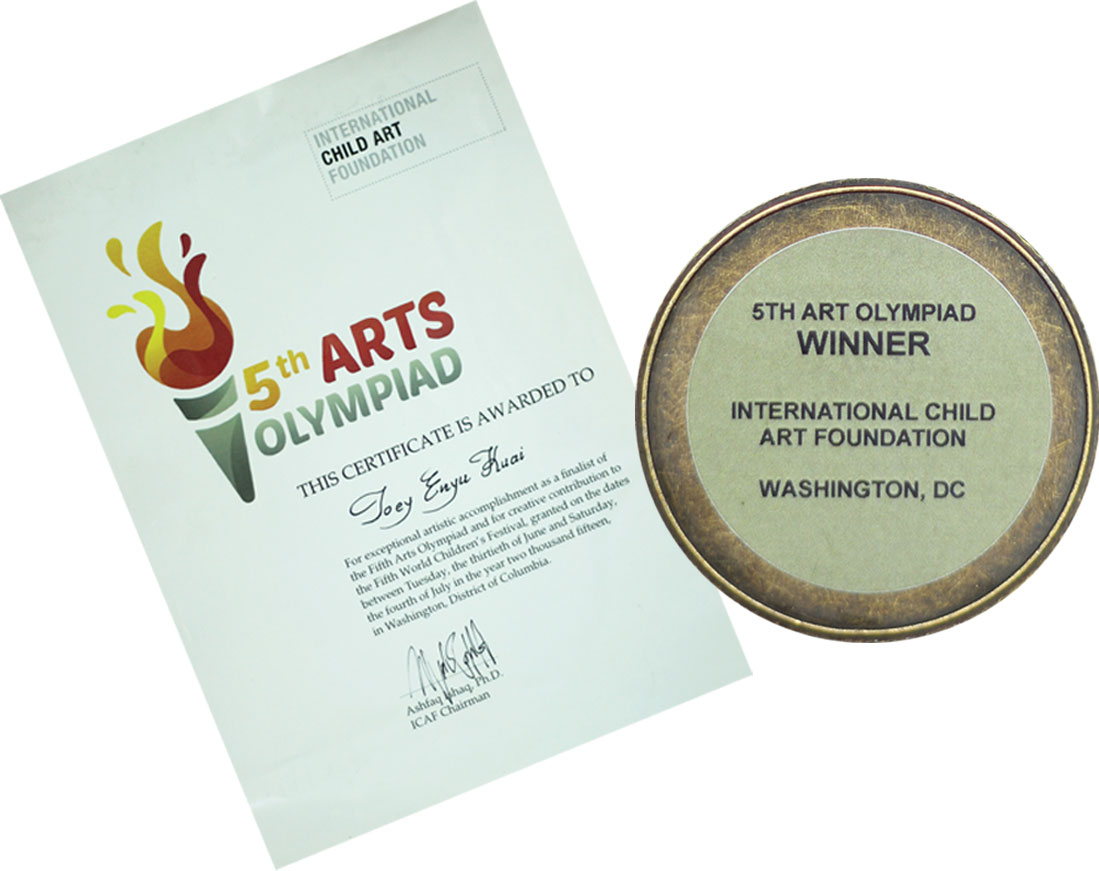 INTERNATIONAL
CHILD ART
FOUNDATION
5th ARTS
OLYMPIAD
THIS CERTIFICATE IS AWARDED TO
Joey Enyu Huai
For exceptional artistic accomplishment as a finalist of
the Fifth Arts Olympiad and for creative contribution to
the Fifth World Children's Festival, granted on the dates
between Tuesday, the thirtieth of June and Saturday,
the fourth of July in the year two thousand fifteen,
in Washington, District of Columbia.
Ashfaq Ishaq, Ph.D.
ICAF Chairman
5TH ART OLYMPIAD
WINNER
INTERNATIONAL CHILD
ART FOUNDATION
WASHINGTON, DC